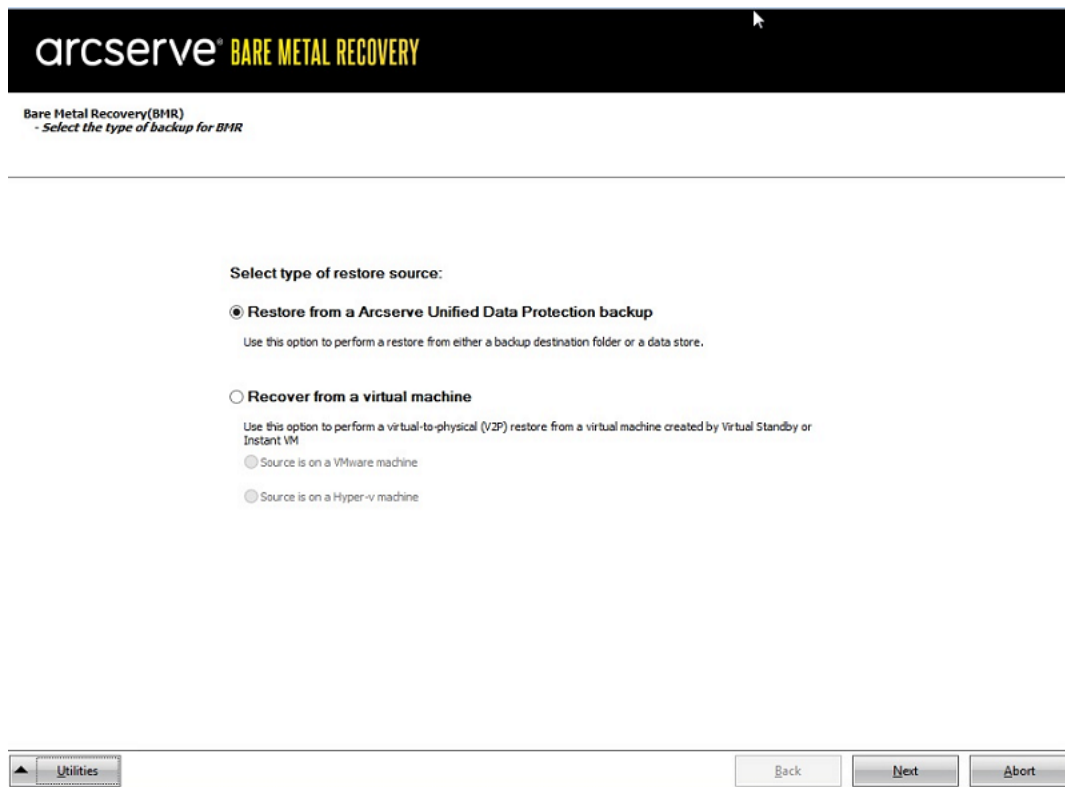 arcserve® BARE METAL RECOVERY
Bare Metal Recovery(BMR)
- Select the type of backup for BMR
Select type of restore source:
Restore from a Arcserve Unified Data Protection backup
Use this option to perform a restore from either a backup destination folder or a data store.
Recover from a virtual machine
Use this option to perform a virtual-to-physical (V2P) restore from a virtual machine created by Virtual Standby or
Instant VM
Source is on a VMware machine
Source is on a Hyper-v machine
Utilities
Back
Next
Abort